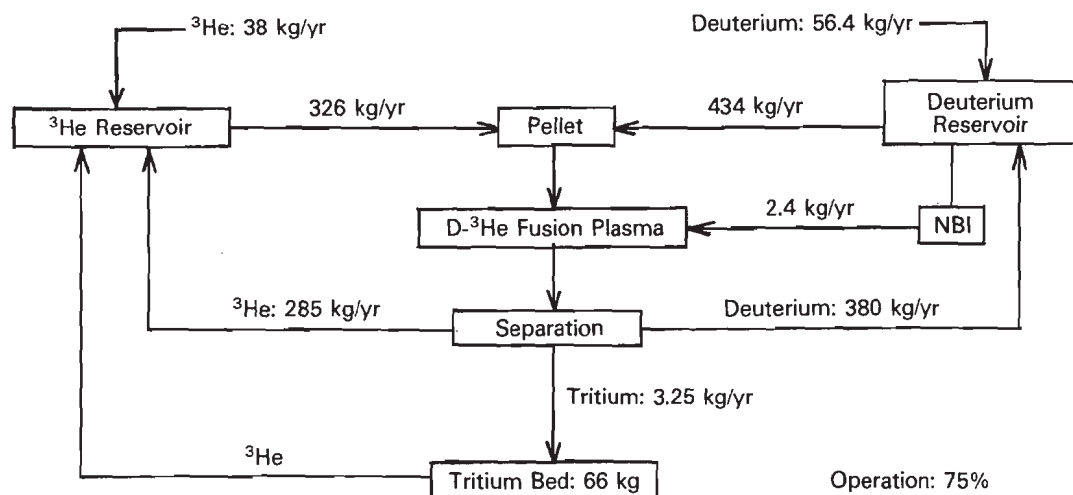 ³He: 38 kg/yr
Deuterium: 56.4 kg/yr
³He Reservoir
326 kg/yr
Pellet
434 kg/yr
Deuterium
Reservoir
D-³He Fusion Plasma
2.4 kg/yr
NBI
³He: 285 kg/yr
Separation
Deuterium: 380 kg/yr
Tritium: 3.25 kg/yr
³He
Tritium Bed: 66 kg
Operation: 75%